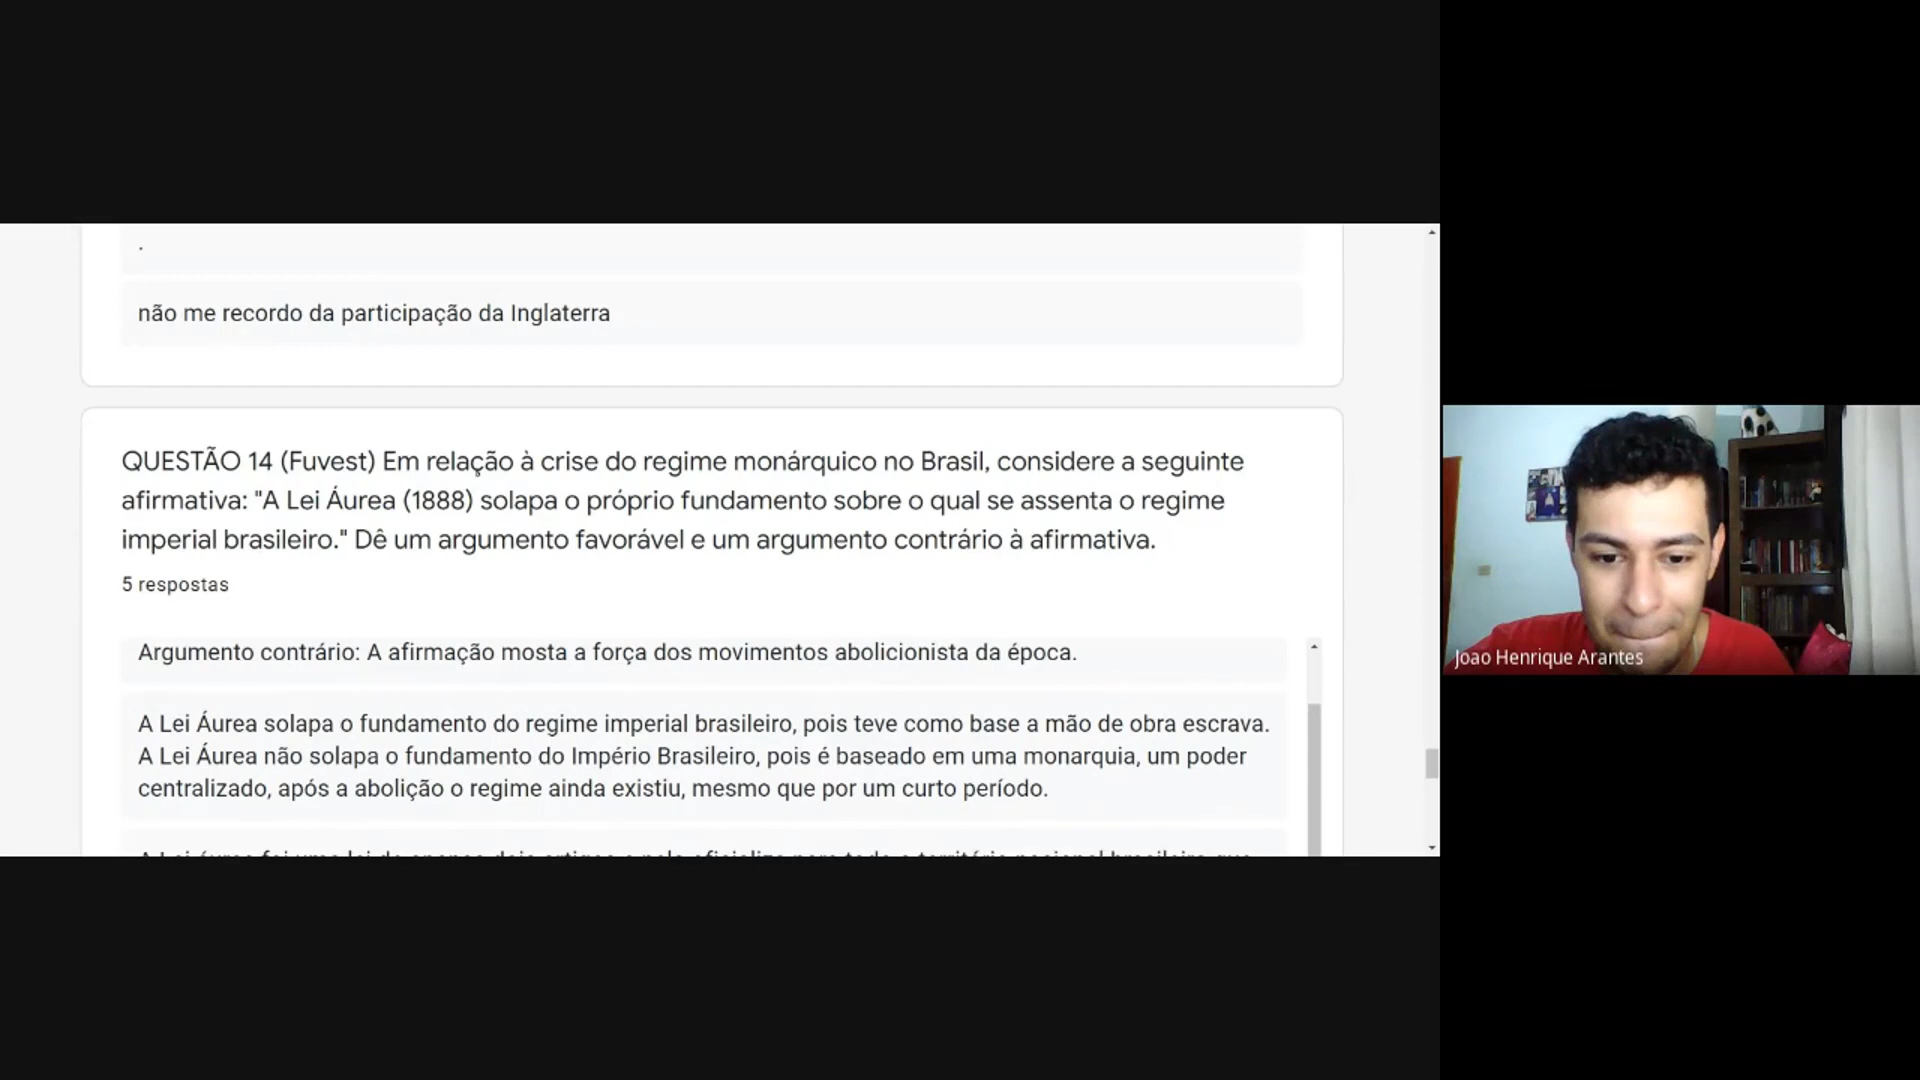 .
não me recordo da participação da Inglaterra
QUESTÃO 14 (Fuvest) Em relação à crise do regime monárquico no Brasil, considere a seguinte
afirmativa: "A Lei Áurea (1888) solapa o próprio fundamento sobre o qual se assenta o regime
imperial brasileiro." Dê um argumento favorável e um argumento contrário à afirmativa.
5 respostas
Argumento contrário: A afirmação mosta a força dos movimentos abolicionista da época.
A Lei Áurea solapa o fundamento do regime imperial brasileiro, pois teve como base a mão de obra escrava.
A Lei Áurea não solapa o fundamento do Império Brasileiro, pois é baseado em uma monarquia, um poder
centralizado, após a abolição o regime ainda existiu, mesmo que por um curto período.
Joao Henrique Arantes